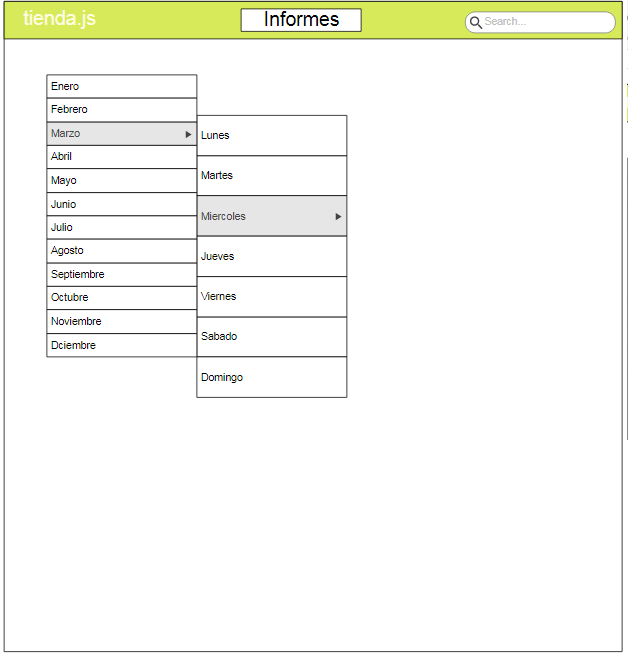 tienda.js
Informes
Search...
Enero
Febrero
Marzo
Abril
Mayo
Junio
Julio
Agosto
Septiembre
Octubre
Noviembre
Dciembre
Lunes
Martes
Miercoles
Jueves
Viernes
Sabado
Domingo